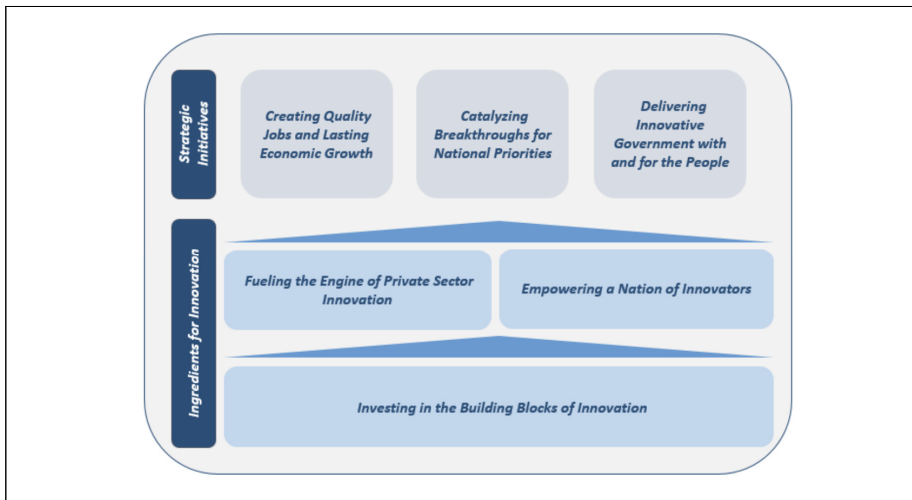 Strategic
Initiatives
Creating Quality
Jobs and Lasting
Economic Growth
Catalyzing
Breakthroughs for
National Priorities
Delivering
Innovative
Government with
and for the People
Ingredients for Innovation
Fueling the Engine of Private Sector
Innovation
Empowering a Nation of Innovators
Investing in the Building Blocks of Innovation